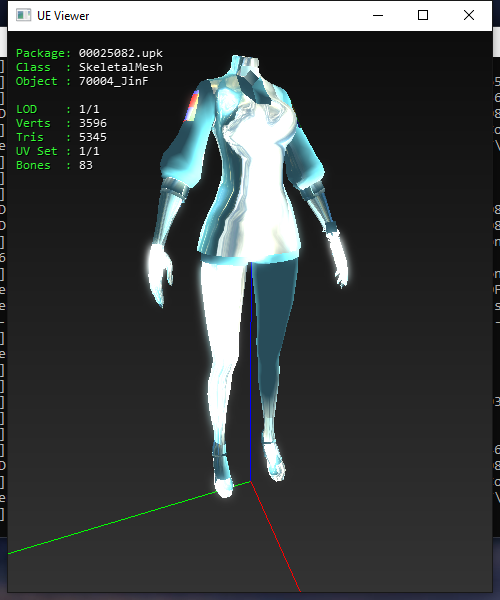 UE Viewer
Package: 00025082.upk
Class : SkeletalMesh
Object : 70004_JinF
LOD : 1/1
Verts : 3596
Tris : 5345
UV Set : 1/1
Bones : 83